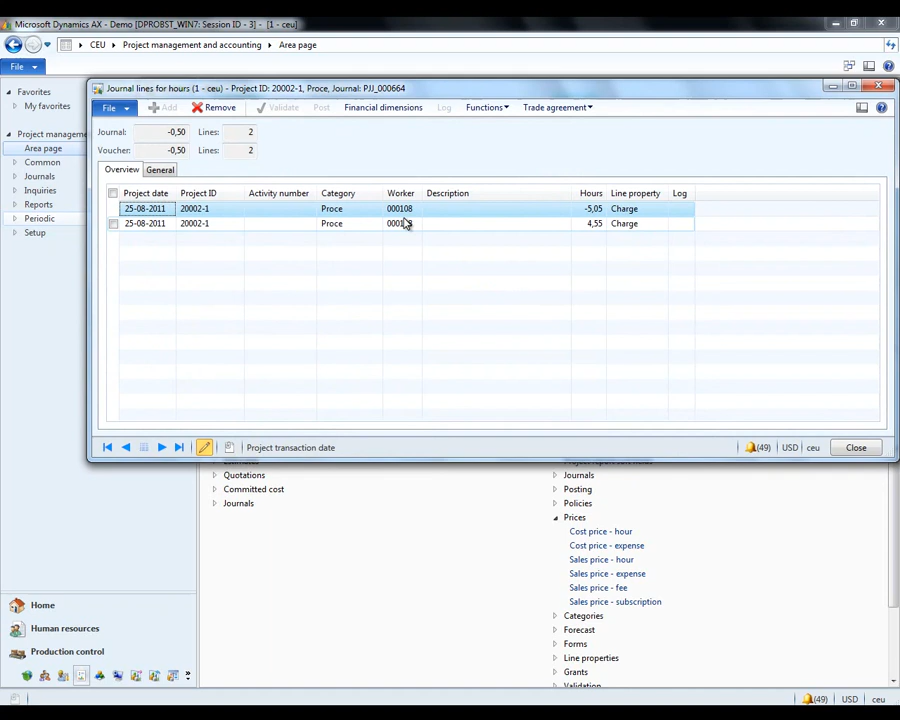 Microsoft Dynamics AX - Demo [DPROBST_WIN7: Session ID - 3] - [1 - ceu]
CEU
Project management and accounting
Area page
File
Favorites
My favorites
Project manageme
Area page
Common
Journals
Inquiries
Reports
Periodic
Setup
Journal lines for hours (1 - ceu) - Project ID: 20002-1, Proce, Journal: PJJ_000664
File
Add
Remove
Validate
Post
Financial dimensions
Log
Functions
Trade agreement
Journal: -0,50 Lines: 2
Voucher: -0,50 Lines: 2
Overview
General
Project date Project ID Activity number Category Worker Description Hours Line property Log
25-08-2011 20002-1 Proce 000108 -5,05 Charge
25-08-2011 20002-1 Proce 4,55 Charge
Project transaction date
(49) USD ceu
Close
Quotations
Committed cost
Journals
Journals
Posting
Policies
Prices
Cost price - hour
Cost price - expense
Sales price - hour
Sales price - expense
Sales price - fee
Sales price - subscription
Categories
Forecast
Forms
Line properties
Grants
Validation
Home
Human resources
Production control
(49) USD ceu